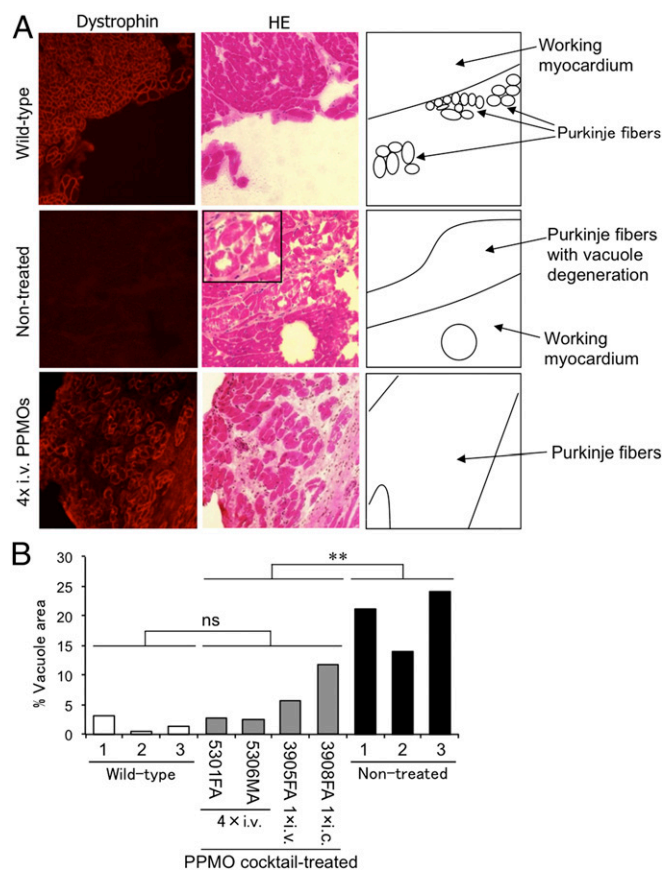 A
Dystrophin
HE
Wild-type
Working
myocardium
Purkinje fibers
Non-treated
Purkinje fibers
with vacuole
degeneration
Working
myocardium
4x i.v. PPMOs
Purkinje fibers
B
% Vacuole area
30
25
20
15
10
5
0
**
ns
1 2 3
Wild-type
5301FA
5306MA
4×i.v.
3905FA 1×i.v.
3908FA 1×i.c.
PPMO cocktail-treated
1 2 3
Non-treated